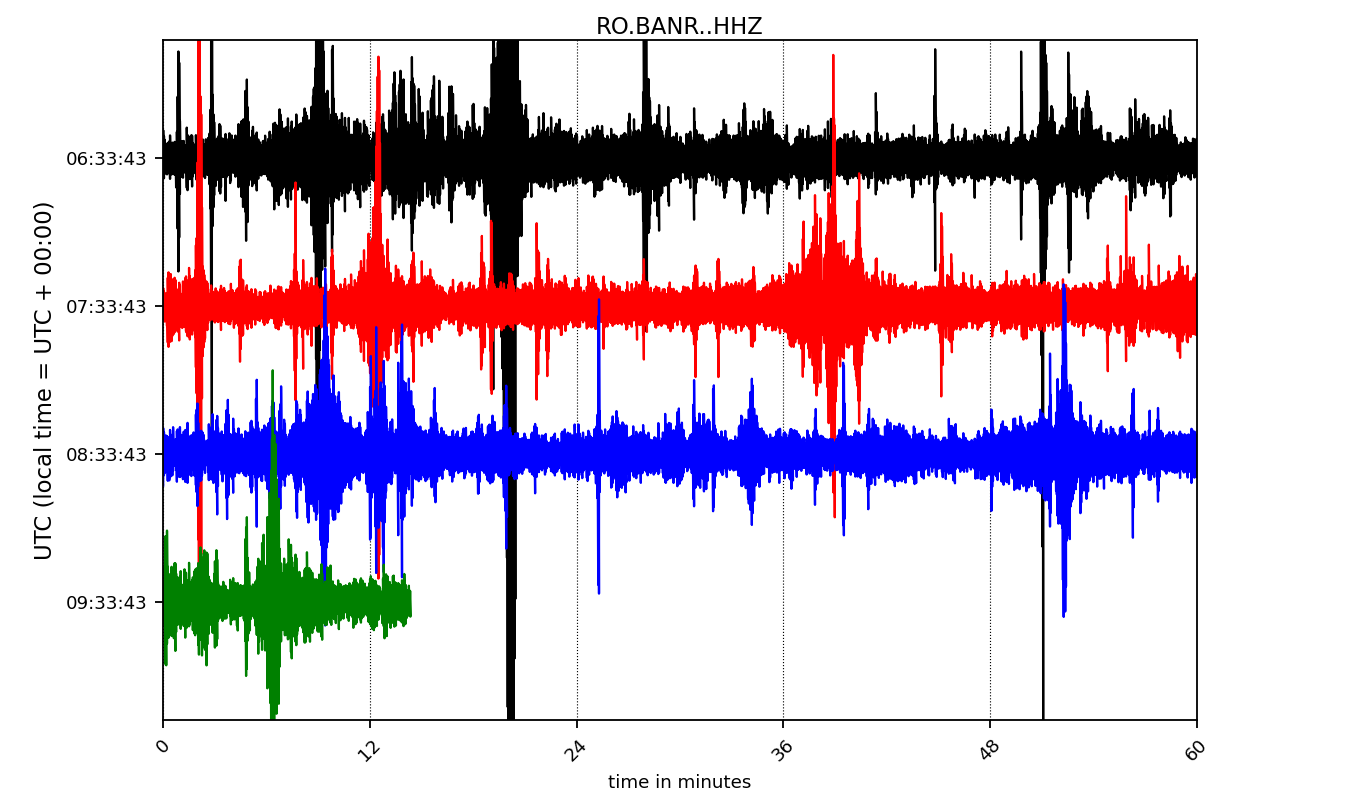 RO.BANR..HHZ
UTC (local time = UTC + 00:00)
06:33:43
07:33:43
08:33:43
09:33:43
0 12 24 36 48 60
time in minutes